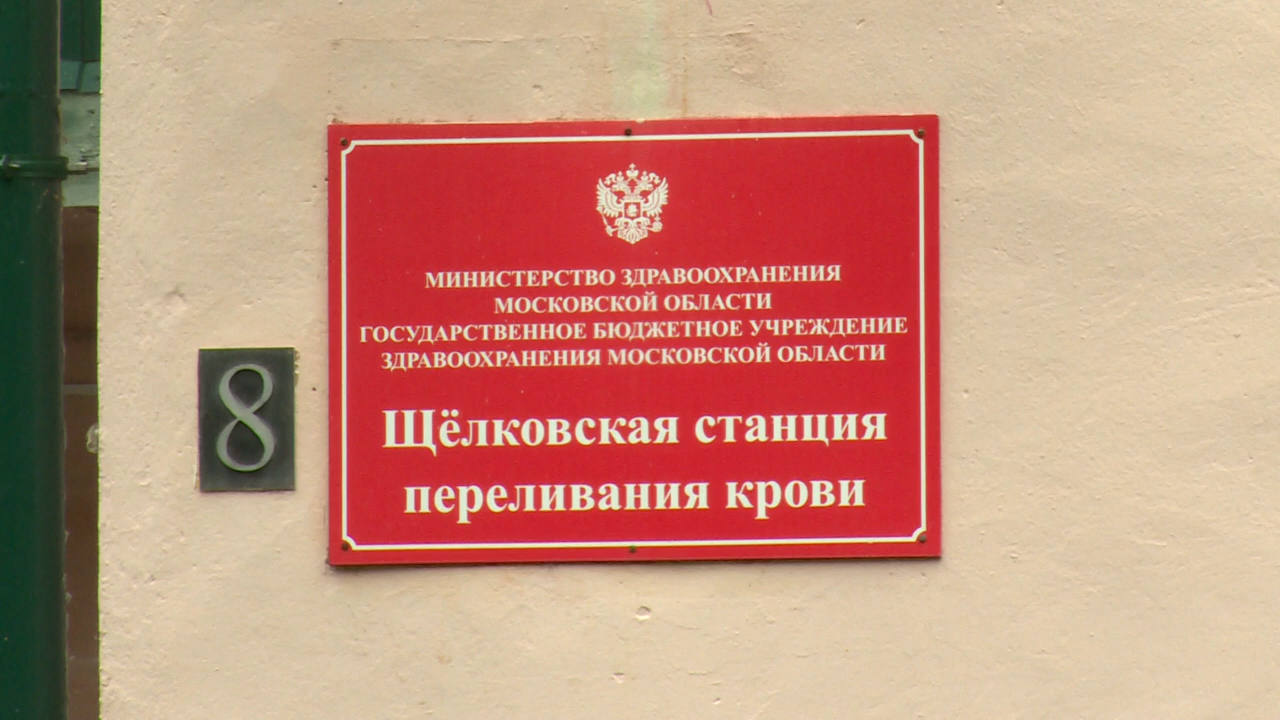 МИНИСТЕРСТВО ЗДРАВООХРАНЕНИЯ
МОСКОВСКОЙ ОБЛАСТИ
ГОСУДАРСТВЕННОЕ БЮДЖЕТНОЕ УЧРЕЖДЕНИЕ
ЗДРАВООХРАНЕНИЯ МОСКОВСКОЙ ОБЛАСТИ
Щёлковская станция
переливания крови
8